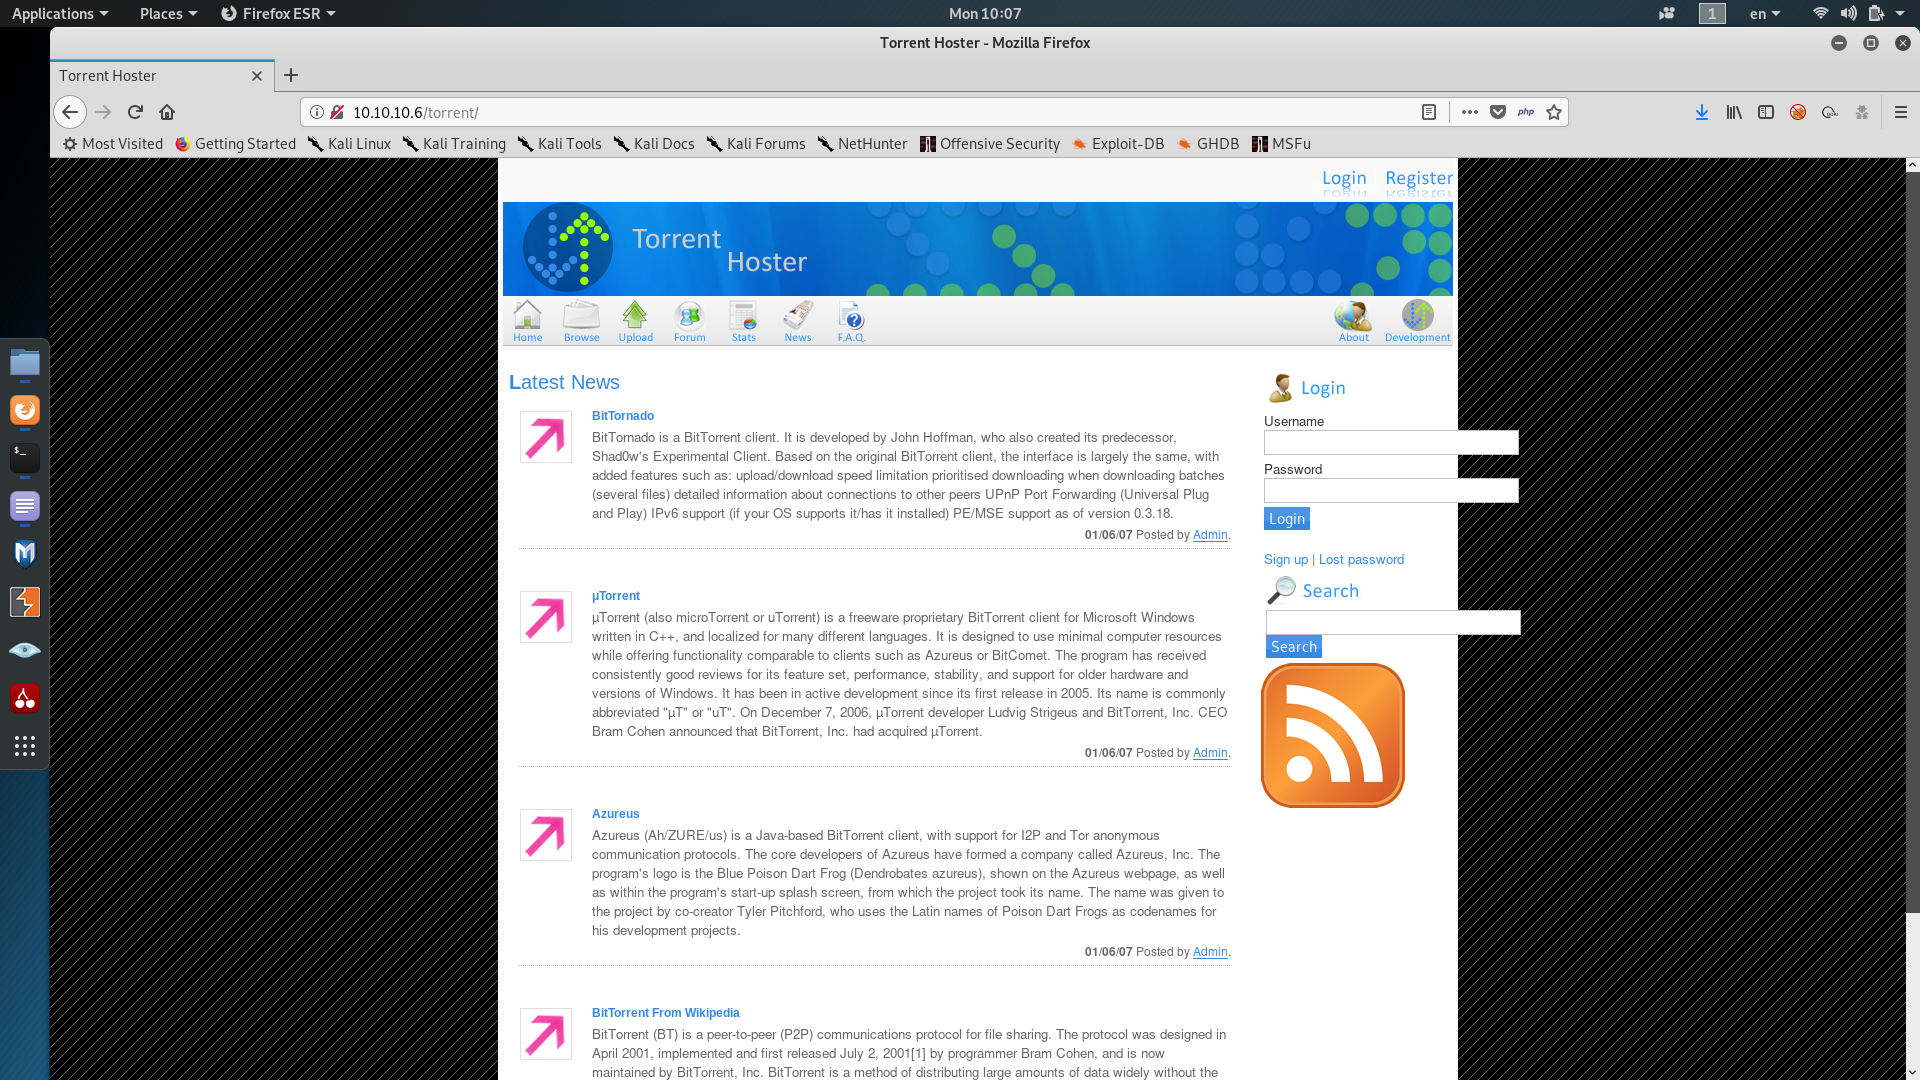 Applications Places Firefox ESR Mon 10:07 1 en
Torrent Hoster - Mozilla Firefox
Torrent Hoster
10.10.10.6/torrent/ php
Most Visited Getting Started Kali Linux Kali Training Kali Tools Kali Docs Kali Forums NetHunter Offensive Security Exploit-DB GHDB MSFu
Login Register
Torrent
Hoster
Home Browse Upload Forum Stats News F.A.Q. About Development
Latest News
BitTornado
BitTornado is a BitTorrent client. It is developed by John Hoffman, who also created its predecessor,
Shad0w's Experimental Client. Based on the original BitTorrent client, the interface is largely the same, with
added features such as: upload/download speed limitation prioritised downloading when downloading batches
(several files) detailed information about connections to other peers UPnP Port Forwarding (Universal Plug
and Play) IPv6 support (if your OS supports it/has it installed) PE/MSE support as of version 0.3.18.
01/06/07 Posted by Admin.
µTorrent
µTorrent (also microTorrent or uTorrent) is a freeware proprietary BitTorrent client for Microsoft Windows
written in C++, and localized for many different languages. It is designed to use minimal computer resources
while offering functionality comparable to clients such as Azureus or BitComet. The program has received
consistently good reviews for its feature set, performance, stability, and support for older hardware and
versions of Windows. It has been in active development since its first release in 2005. Its name is commonly
abbreviated "µT" or "uT". On December 7, 2006, µTorrent developer Ludvig Strigeus and BitTorrent, Inc. CEO
Bram Cohen announced that BitTorrent, Inc. had acquired µTorrent.
01/06/07 Posted by Admin.
Azureus
Azureus (Ah/ZURE/us) is a Java-based BitTorrent client, with support for I2P and Tor anonymous
communication protocols. The core developers of Azureus have formed a company called Azureus, Inc. The
program's logo is the Blue Poison Dart Frog (Dendrobates azureus), shown on the Azureus webpage, as well
as within the program's start-up splash screen, from which the project took its name. The name was given to
the project by co-creator Tyler Pitchford, who uses the Latin names of Poison Dart Frogs as codenames for
his development projects.
01/06/07 Posted by Admin.
BitTorrent From Wikipedia
BitTorrent (BT) is a peer-to-peer (P2P) communications protocol for file sharing. The protocol was designed in
April 2001, implemented and first released July 2, 2001[1] by programmer Bram Cohen, and is now
maintained by BitTorrent, Inc. BitTorrent is a method of distributing large amounts of data widely without the
Login
Username
Password
Login
Sign up | Lost password
Search
Search